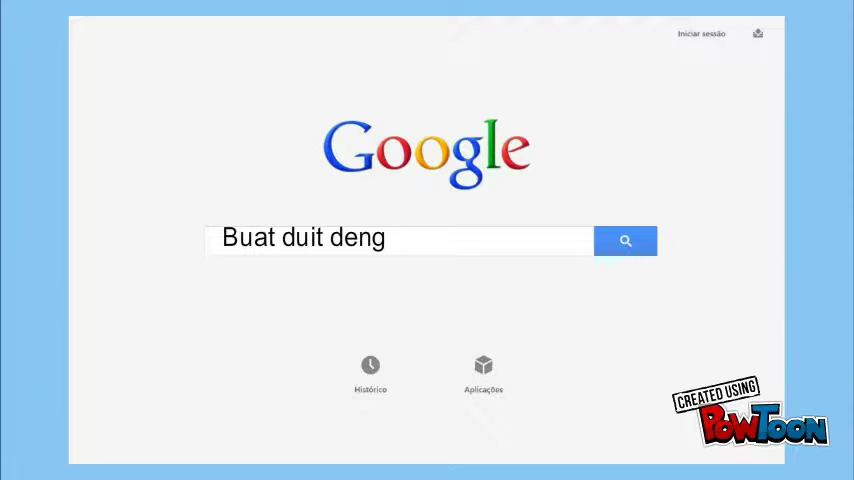 Iniciar sessão
Google
Buat duit deng
Histórico
Aplicações
CREATED USING
POWTOON